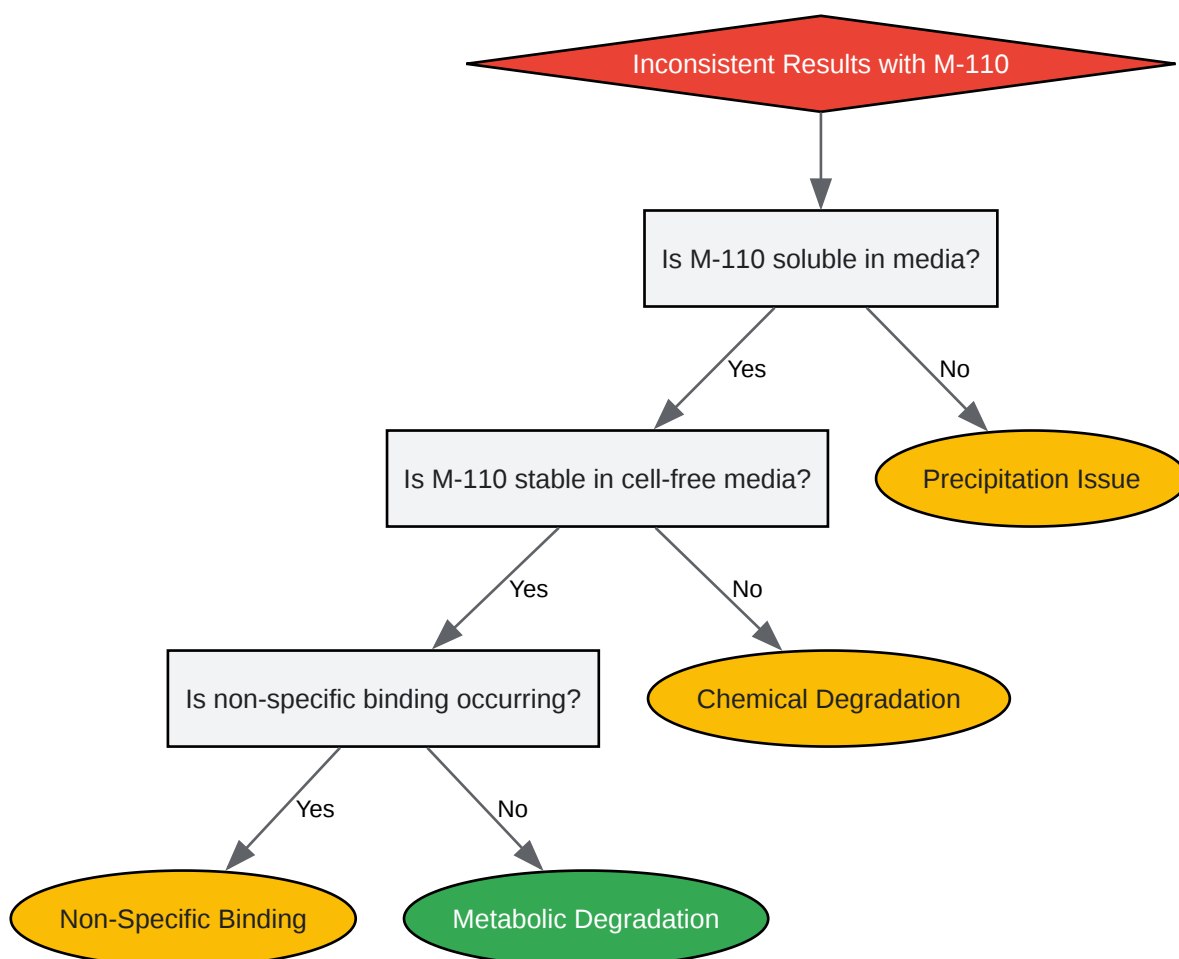 Inconsistent Results with M-110
Is M-110 soluble in media?
Yes
No
Is M-110 stable in cell-free media?
Precipitation Issue
Yes
No
Is non-specific binding occurring?
Chemical Degradation
Yes
No
Non-Specific Binding
Metabolic Degradation